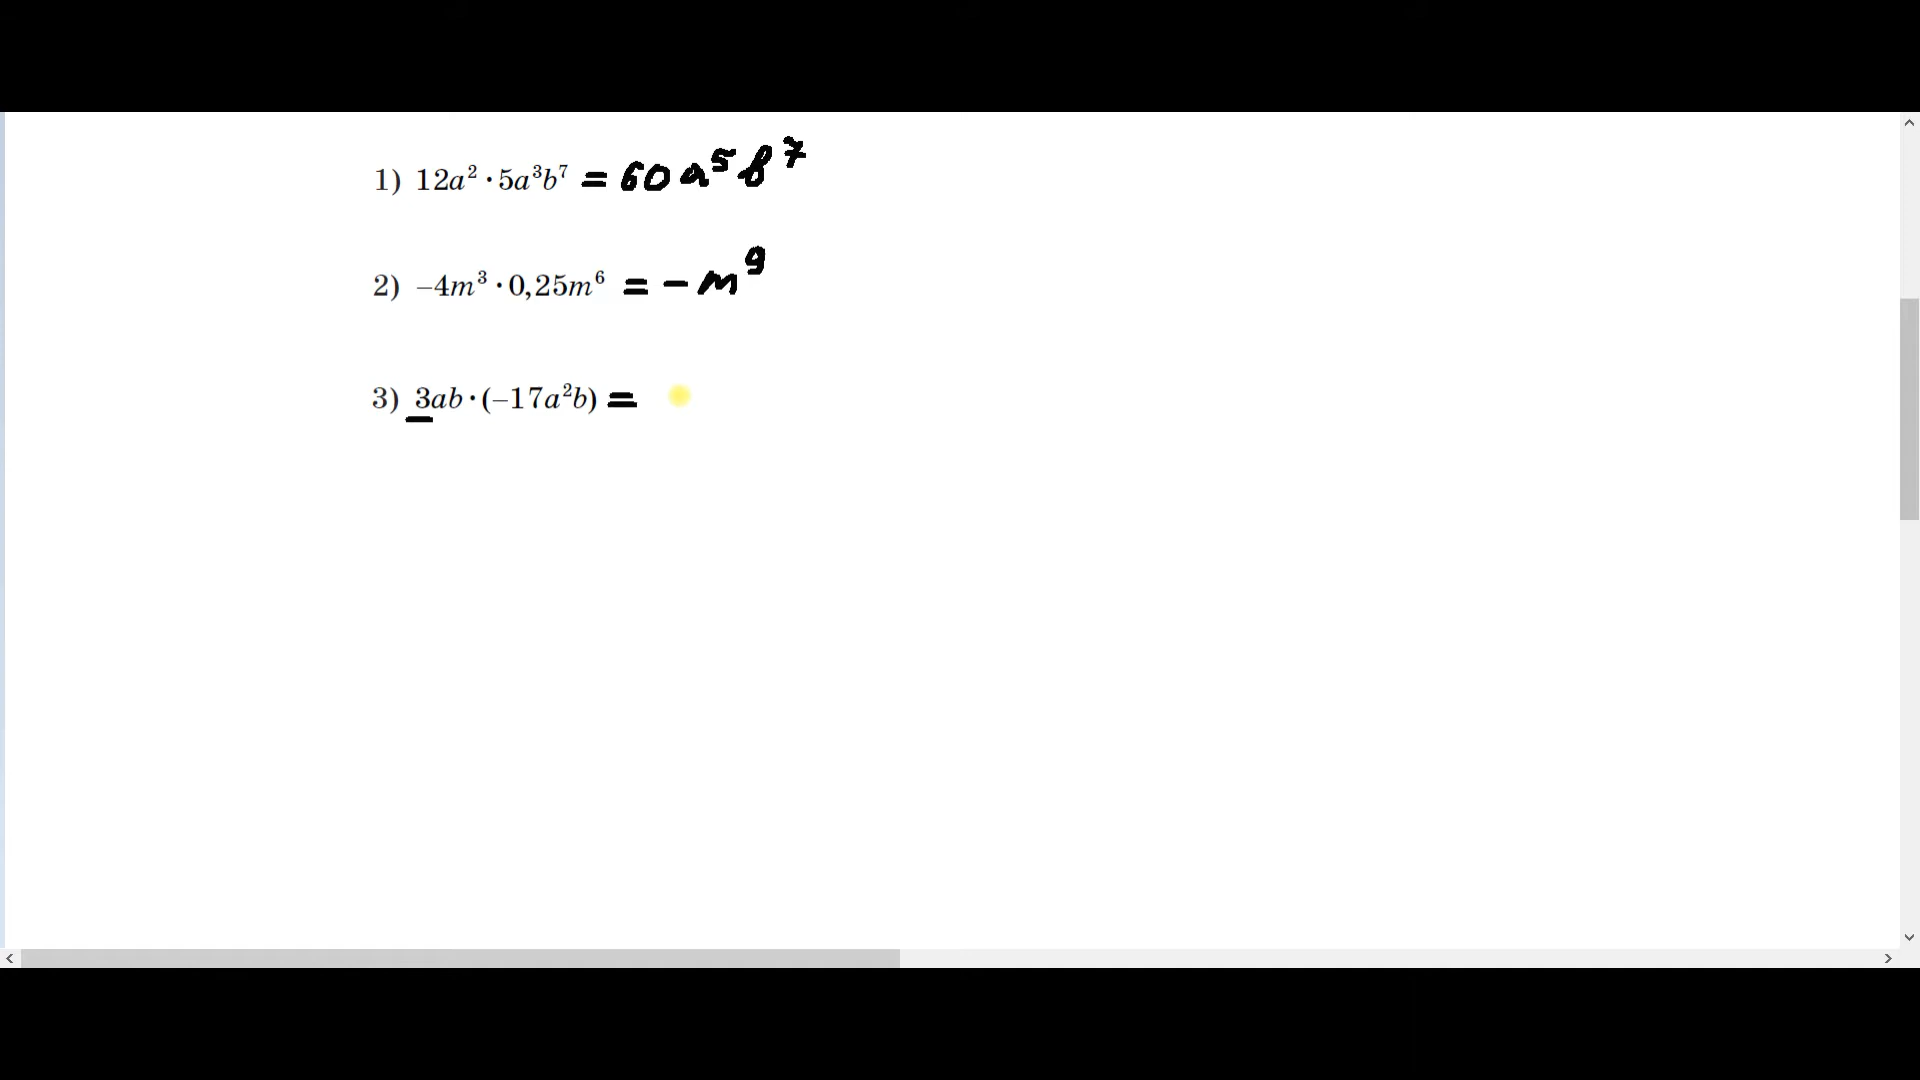 1) 12a² · 5a³b⁷ = 60a⁵b⁷
2) –4m³ · 0,25m⁶ = –m⁹
3) 3ab · (–17a²b) =